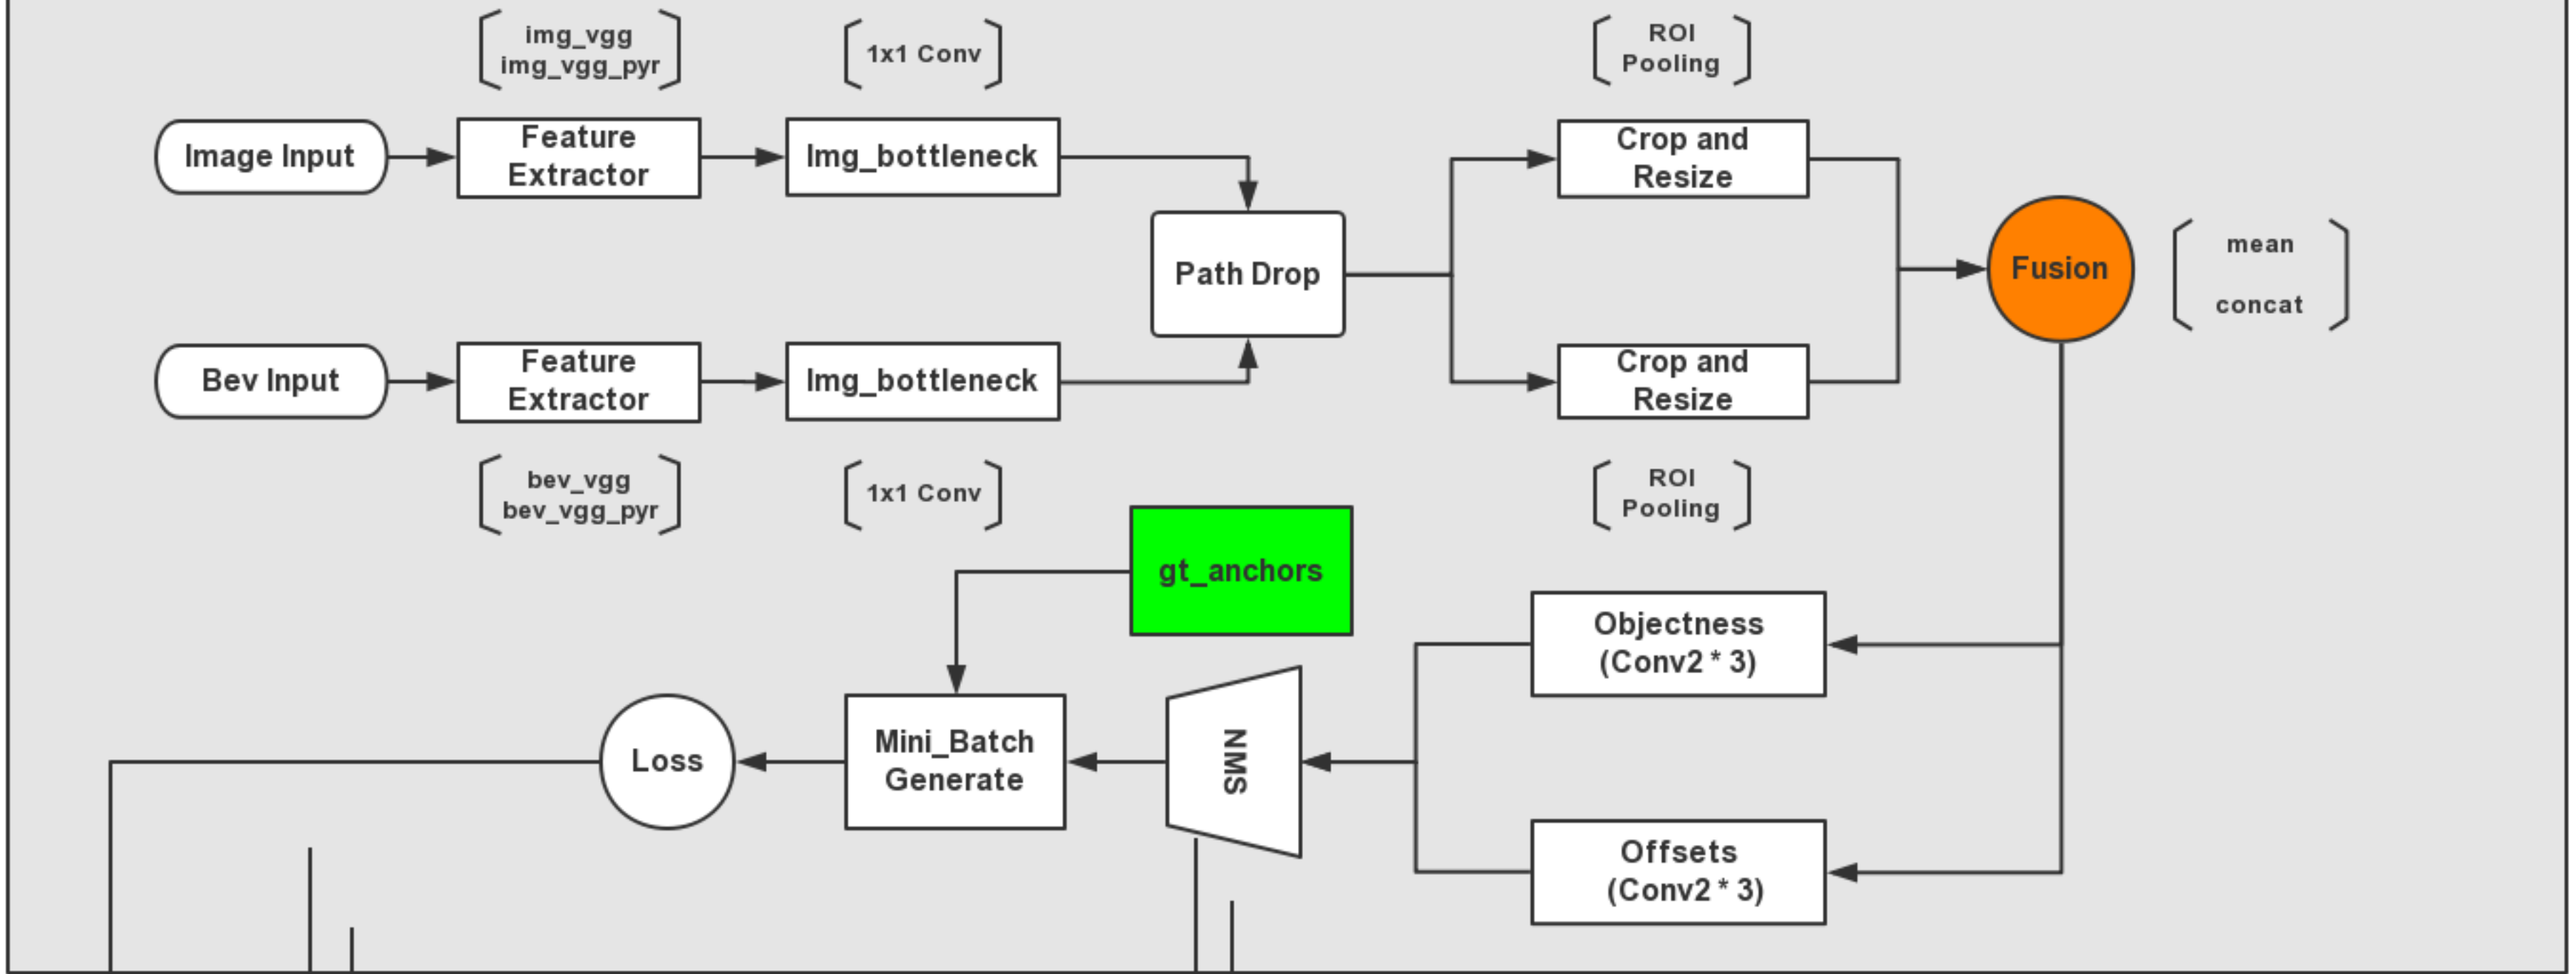 img_vgg
img_vgg_pyr
1x1 Conv
ROI
Pooling
Image Input
Feature
Extractor
Img_bottleneck
Crop and
Resize
Path Drop
Fusion
mean
concat
Bev Input
Feature
Extractor
Img_bottleneck
Crop and
Resize
bev_vgg
bev_vgg_pyr
1x1 Conv
ROI
Pooling
gt_anchors
Objectness
(Conv2 * 3)
Loss
Mini_Batch
Generate
NMS
Offsets
(Conv2 * 3)